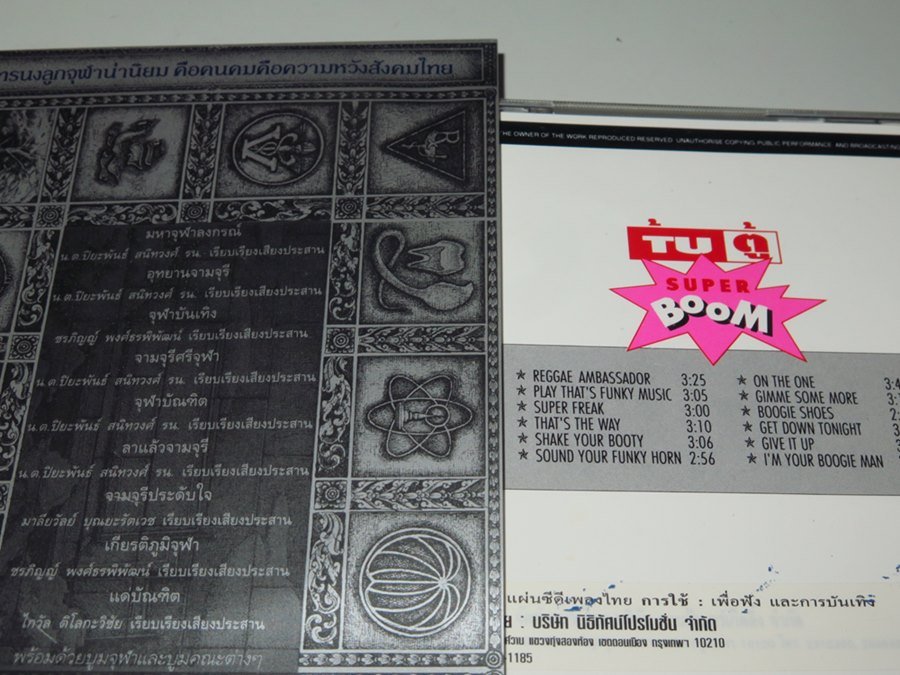 ทรนงลูกจุฬาน่านิยม คือคนคมคือความหวังสังคมไทย
มหาจุฬาลงกรณ์
น.ต.ปิยะพันธ์ สนิทวงศ์ รน. เรียบเรียงเสียงประสาน
อุทยานจามจุรี
น.ต.ปิยะพันธ์ สนิทวงศ์ รน. เรียบเรียงเสียงประสาน
จุฬาบันเทิง
ชรภิญญ์ พงศ์ธรพิพัฒน์ เรียบเรียงเสียงประสาน
จามจุรีศรีจุฬา
น.ต.ปิยะพันธ์ สนิทวงศ์ รน. เรียบเรียงเสียงประสาน
จุฬาบัณฑิต
น.ต.ปิยะพันธ์ สนิทวงศ์ รน. เรียบเรียงเสียงประสาน
ลาแล้วจามจุรี
น.ต.ปิยะพันธ์ สนิทวงศ์ รน. เรียบเรียงเสียงประสาน
จามจุรีประดับใจ
มาลียวัลย์ บุณยะรัตเวช เรียบเรียงเสียงประสาน
เกียรติภูมิจุฬา
ชรภิญญ์ พงศ์ธรพิพัฒน์ เรียบเรียงเสียงประสาน
แดบัณฑิต
ไกวัล ติโลกะวิชัย เรียบเรียงเสียงประสาน
พร้อมด้วยบูมจุฬาและบูมคณะต่างๆ
HE OWNER OF THE WORK REPRODUCED RESERVED. UNAUTHORISE COPYING PUBLIC PERFORMANCE AND BROADCASTING
ตู้
SUPER
BOOM
★ REGGAE AMBASSADOR 3:25
★ PLAY THAT'S FUNKY MUSIC 3:05
★ SUPER FREAK 3:00
★ THAT'S THE WAY 3:10
★ SHAKE YOUR BOOTY 3:06
★ SOUND YOUR FUNKY HORN 2:56
★ ON THE ONE
★ GIMME SOME MORE
★ BOOGIE SHOES
★ GET DOWN TONIGHT
★ GIVE IT UP
★ I'M YOUR BOOGIE MAN
แผ่นซีดีเพลงไทย การใช้ : เพื่อฟัง และการบันเทิง
ย : บริษัท นิธิทัศน์โปรโมชั่น จำกัด
แขวงทุ่งสองห้อง เขตดอนเมือง กรุงเทพฯ 10210
-1185